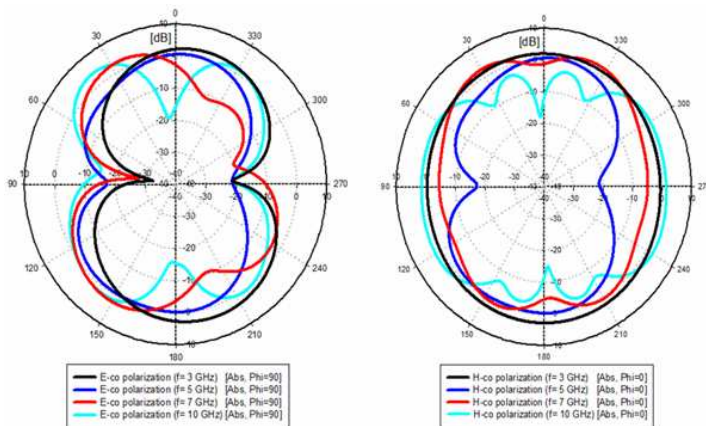 0
0
30
330
30
330
[dB]
[dB]
60
300
60
300
90
270
90
27
120
240
120
240
150
210
150
210
180
180
E-co polarization (f= 3 GHz) [Abs, Phi=90]
E-co polarization (f= 5 GHz) [Abs, Phi=90]
E-co polarization (f= 7 GHz) [Abs, Phi=90]
E-co polarization (f= 10 GHz) [Abs, Phi=90]
H-co polarization (f= 3 GHz) [Abs, Phi=0]
H-co polarization (f= 5 GHz) [Abs, Phi=0]
H-co polarization (f= 7 GHz) [Abs, Phi=0]
H-co polarization (f= 10 GHz) [Abs, Phi=0]